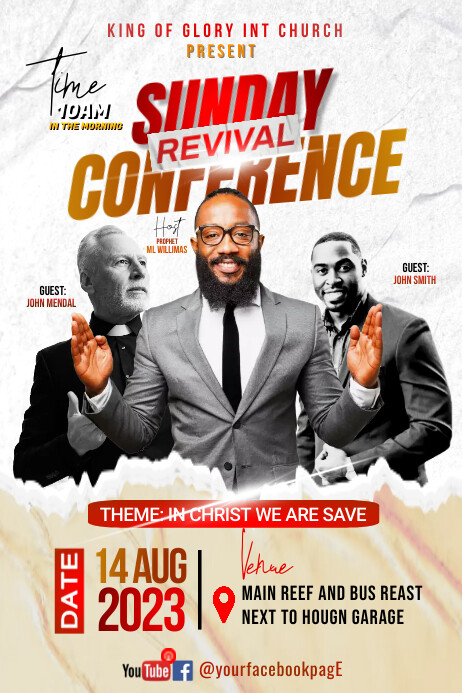 KING OF GLORY INT CHURCH
PRESENT
Time
10AM
IN THE MORNING
SUNDAY
REVIVAL
CONFERENCE
Host
PROPHET
ML WILLIMAS
GUEST:
JOHN MENDAL
GUEST:
JOHN SMITH
THEME: IN CHRIST WE ARE SAVE
DATE
14 AUG
2023
Venue
MAIN REEF AND BUS REAST
NEXT TO HOUGN GARAGE
YouTube f @yourfacebookpagE